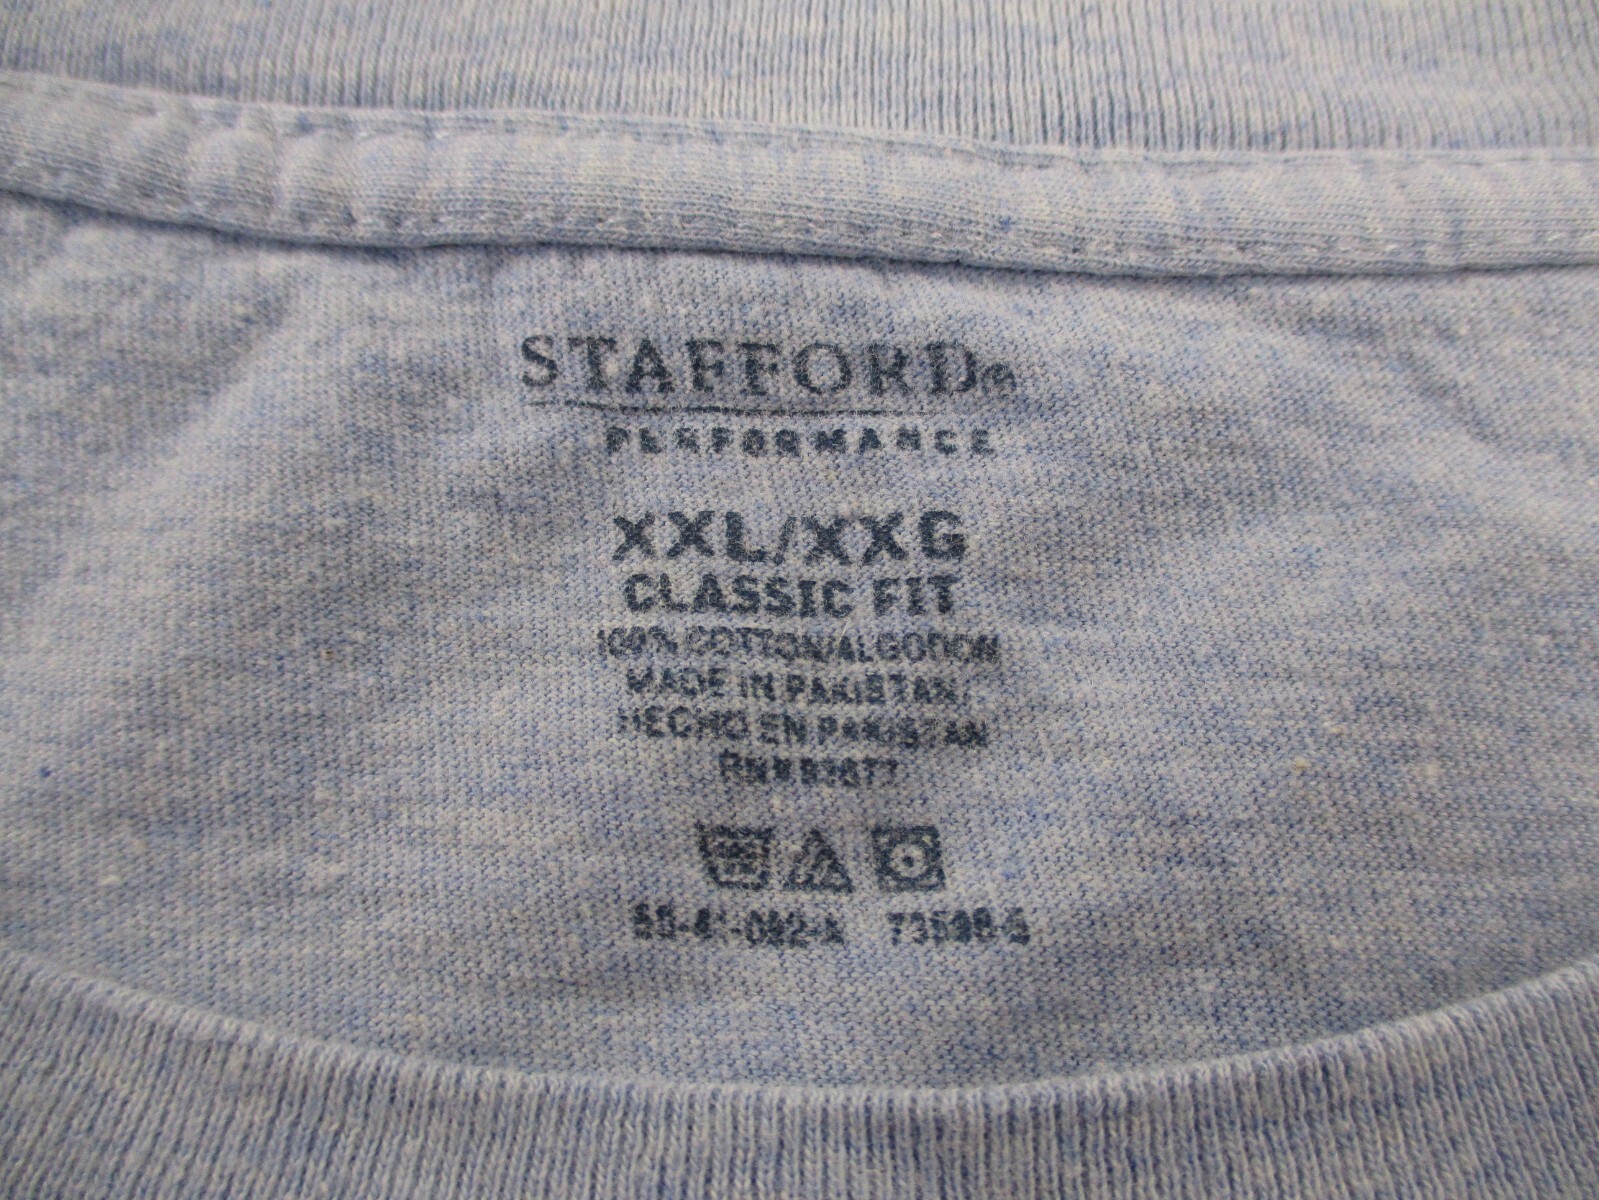 STAFFORD®
PERFORMANCE
XXL/XXG
CLASSIC FIT
100% COTTON/ALGODON
MADE IN PAKISTAN/
HECHO EN PAKISTAN